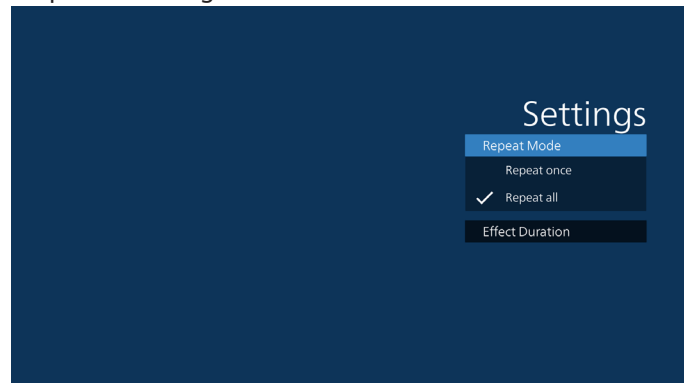 Settings
Repeat Mode
Repeat once
Repeat all
Effect Duration